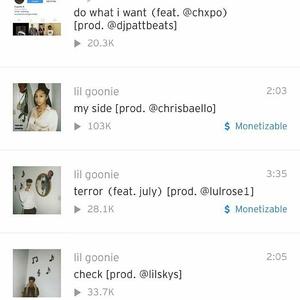 do what i want (feat. @chxpo)
[prod. @djpattbeats]
20.3K
lil goonie
2:03
my side [prod. @chrisbaello]
103K
$ Monetizable
lil goonie
3:35
terror (feat. july) [prod. @lulrose1]
28.1K
$ Monetizable
lil goonie
2:05
check [prod. @lilskys]
33.7K